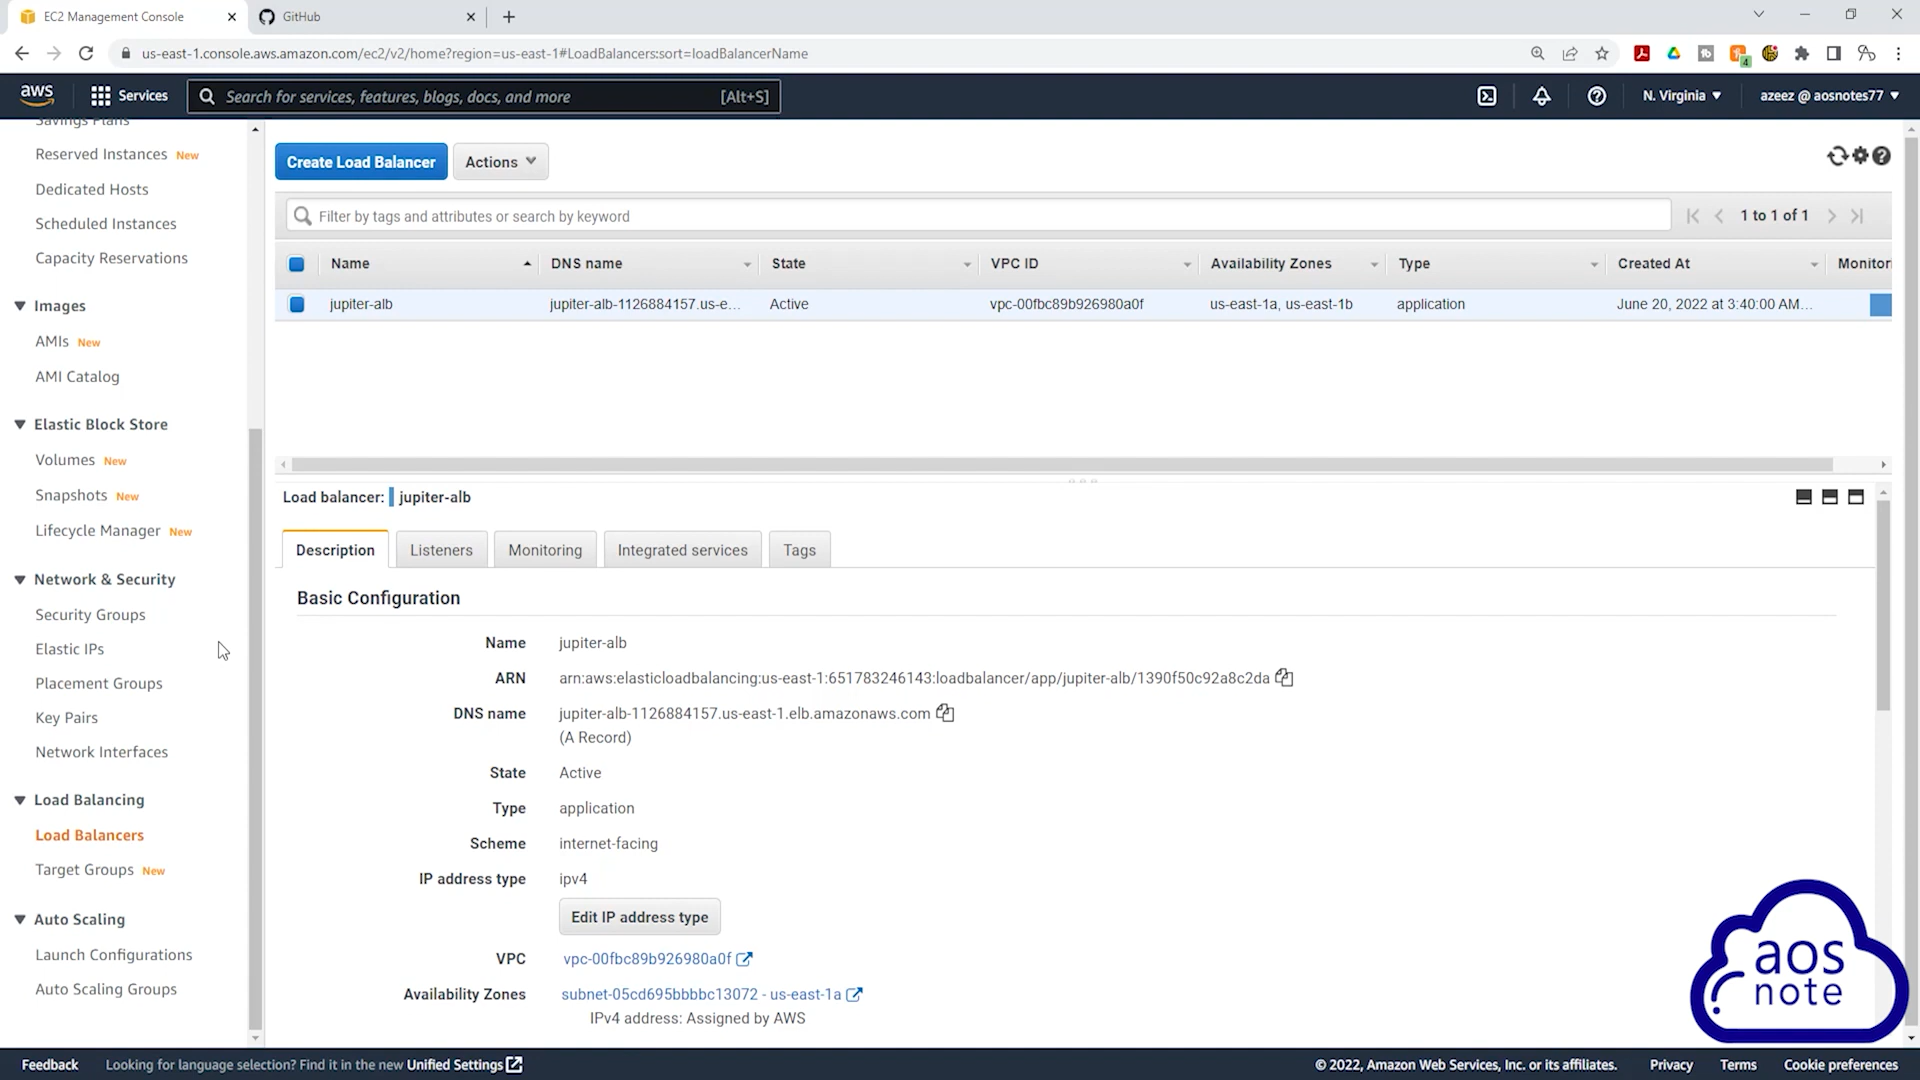 EC2 Management Console
GitHub
us-east-1.console.aws.amazon.com/ec2/v2/home?region=us-east-1#LoadBalancers:sort=loadBalancerName
4
aws
Services
Search for services, features, blogs, docs, and more
[Alt+S]
N. Virginia
azeez @ aosnotes77
Savings Plans
Reserved Instances New
Dedicated Hosts
Scheduled Instances
Capacity Reservations
Images
AMIs New
AMI Catalog
Elastic Block Store
Volumes New
Snapshots New
Lifecycle Manager New
Network & Security
Security Groups
Elastic IPs
Placement Groups
Key Pairs
Network Interfaces
Load Balancing
Load Balancers
Target Groups New
Auto Scaling
Launch Configurations
Auto Scaling Groups
Create Load Balancer
Actions
Filter by tags and attributes or search by keyword
1 to 1 of 1
Name DNS name State VPC ID Availability Zones Type Created At Monitori
jupiter-alb jupiter-alb-1126884157.us-e... Active vpc-00fbc89b926980a0f us-east-1a, us-east-1b application June 20, 2022 at 3:40:00 AM...
Load balancer: jupiter-alb
Description Listeners Monitoring Integrated services Tags
Basic Configuration
Name jupiter-alb
ARN arn:aws:elasticloadbalancing:us-east-1:651783246143:loadbalancer/app/jupiter-alb/1390f50c92a8c2da
DNS name jupiter-alb-1126884157.us-east-1.elb.amazonaws.com
(A Record)
State Active
Type application
Scheme internet-facing
IP address type ipv4
Edit IP address type
VPC vpc-00fbc89b926980a0f
Availability Zones subnet-05cd695bbbbc13072 - us-east-1a
IPv4 address: Assigned by AWS
aos
note
Feedback
Looking for language selection? Find it in the new Unified Settings
© 2022, Amazon Web Services, Inc. or its affiliates.
Privacy
Terms
Cookie preferences